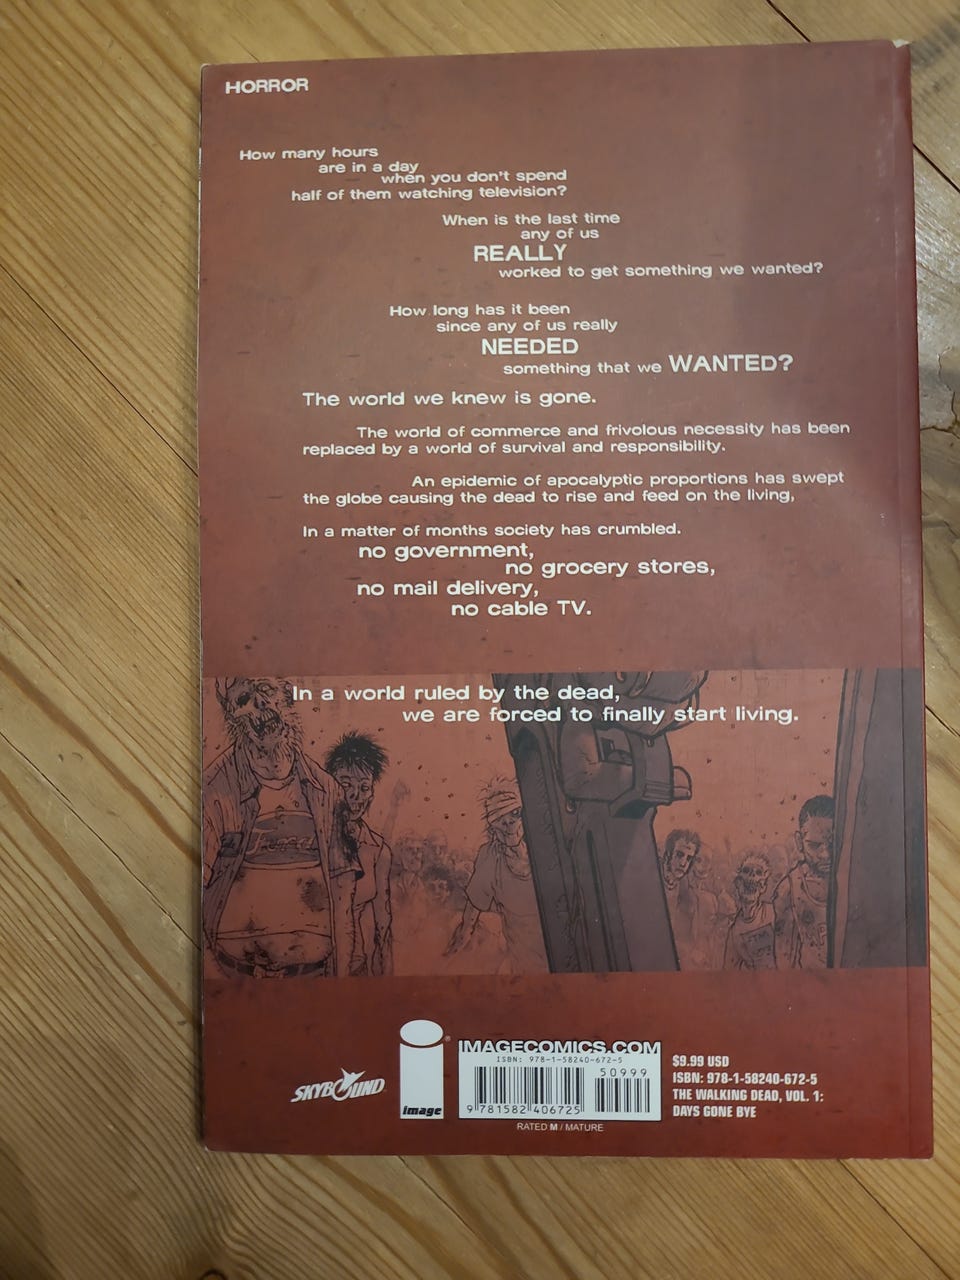 HORROR
How many hours
are in a day
when you don't spend
half of them watching television?
When is the last time
any of us
REALLY
worked to get something we wanted?
How long has it been
since any of us really
NEEDED
something that we WANTED?
The world we knew is gone.
The world of commerce and frivolous necessity has been
replaced by a world of survival and responsibility.
An epidemic of apocalyptic proportions has swept
the globe causing the dead to rise and feed on the living,
In a matter of months society has crumbled.
no government,
no grocery stores,
no mail delivery,
no cable TV.
In a world ruled by the dead,
we are forced to finally start living.
SKYBOUND
image
IMAGECOMICS.COM
ISBN: 978-1-58240-672-5
50999
9 781582 406725
RATED M / MATURE
$9.99 USD
ISBN: 978-1-58240-672-5
THE WALKING DEAD, VOL. 1:
DAYS GONE BYE